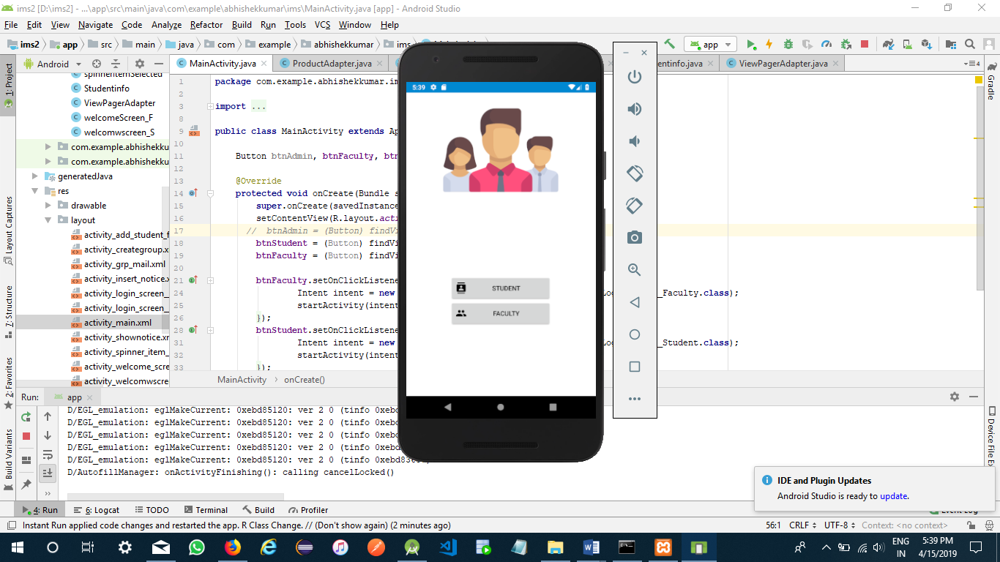 ims2 [D:\ims2] - ...\app\src\main\java\com\example\abhishekkumar\ims\MainActivity.java [app] - Android Studio
File Edit View Navigate Code Analyze Refactor Build Run Tools VCS Window Help
ims2 app src main java com example abhishekkumar ims
app
Android
MainActivity.java ProductAdapter.java entinfo.java ViewPagerAdapter.java
4
1: Project
Layout Captures
7: Structure
2: Favorites
Build Variants
Gradle
Device File Ex
spinnerItemSelected
Studentinfo
ViewPagerAdapter
welcomeScreen_F
welcomwscreen_S
com.example.abhishekku
com.example.abhishekku
generatedJava
res
drawable
layout
activity_add_student_f
activity_creategroup.x
activity_grp_mail.xml
activity_insert_notice.x
activity_login_screen_
activity_login_screen_
activity_main.xml
activity_shownotice.xm
activity_spinner_item_
activity_welcome_scre
activity_welcomwscre
1 package com.example.abhishekkumar.im
2
3 import ...
8
9 public class MainActivity extends Ap
10
11 Button btnAdmin, btnFaculty, btn
12
13 @Override
14 protected void onCreate(Bundle s
15 super.onCreate(savedInstance
16 setContentView(R.layout.acti
17 // btnAdmin = (Button) findVi
18 btnStudent = (Button) findVi
19 btnFaculty = (Button) findVi
20
21 btnFaculty.setOnClickListene
24 Intent intent = new _Faculty.class);
25 startActivity(intent
26 });
28 btnStudent.setOnClickListene
31 Intent intent = new _Student.class);
32 startActivity(intent
33 });
MainActivity onCreate()
5:39
STUDENT
FACULTY
Run: app
D/EGL_emulation: eglMakeCurrent: 0xebd85120: ver 2 0 (tinfo 0xebd
D/EGL_emulation: eglMakeCurrent: 0xebd85120: ver 2 0 (tinfo 0xebd
D/EGL_emulation: eglMakeCurrent: 0xebd85120: ver 2 0 (tinfo 0xebd
D/EGL_emulation: eglMakeCurrent: 0xebd85120: ver 2 0 (tinfo 0xebd
D/EGL_emulation: eglMakeCurrent: 0xebd85120: ver 2 0 (tinfo
D/AutofillManager: onActivityFinishing(): calling cancelLocked()
IDE and Plugin Updates
Android Studio is ready to update.
4: Run 6: Logcat TODO Terminal Build Profiler Event Log
Instant Run applied code changes and restarted the app. R Class Change. // (Don't show again) (2 minutes ago) 56:1 CRLF UTF-8 Context: <no context>
ENG
IN
5:39 PM
4/15/2019